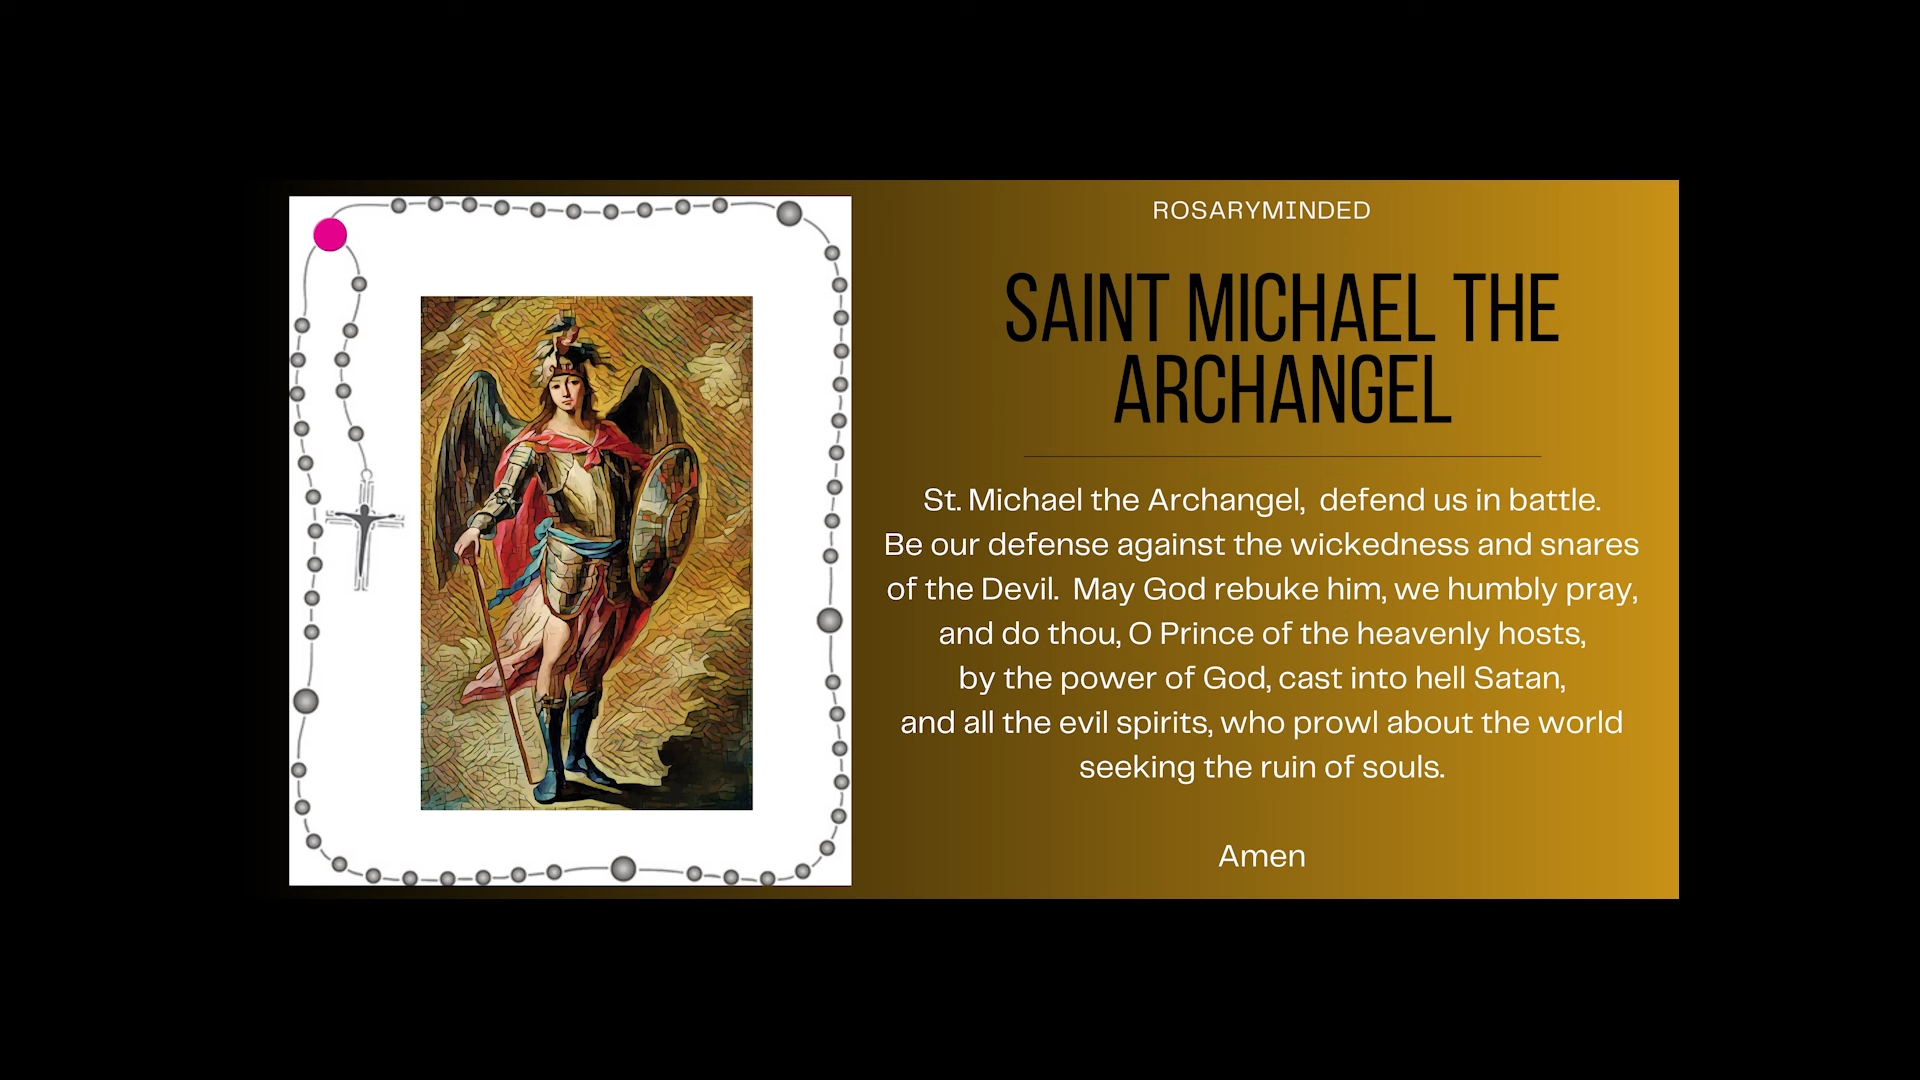 ROSARYMINDED
SAINT MICHAEL THE
ARCHANGEL
St. Michael the Archangel,  defend us in battle.
Be our defense against the wickedness and snares
of the Devil.  May God rebuke him, we humbly pray,
and do thou, O Prince of the heavenly hosts,
by the power of God, cast into hell Satan,
and all the evil spirits, who prowl about the world
seeking the ruin of souls.
Amen